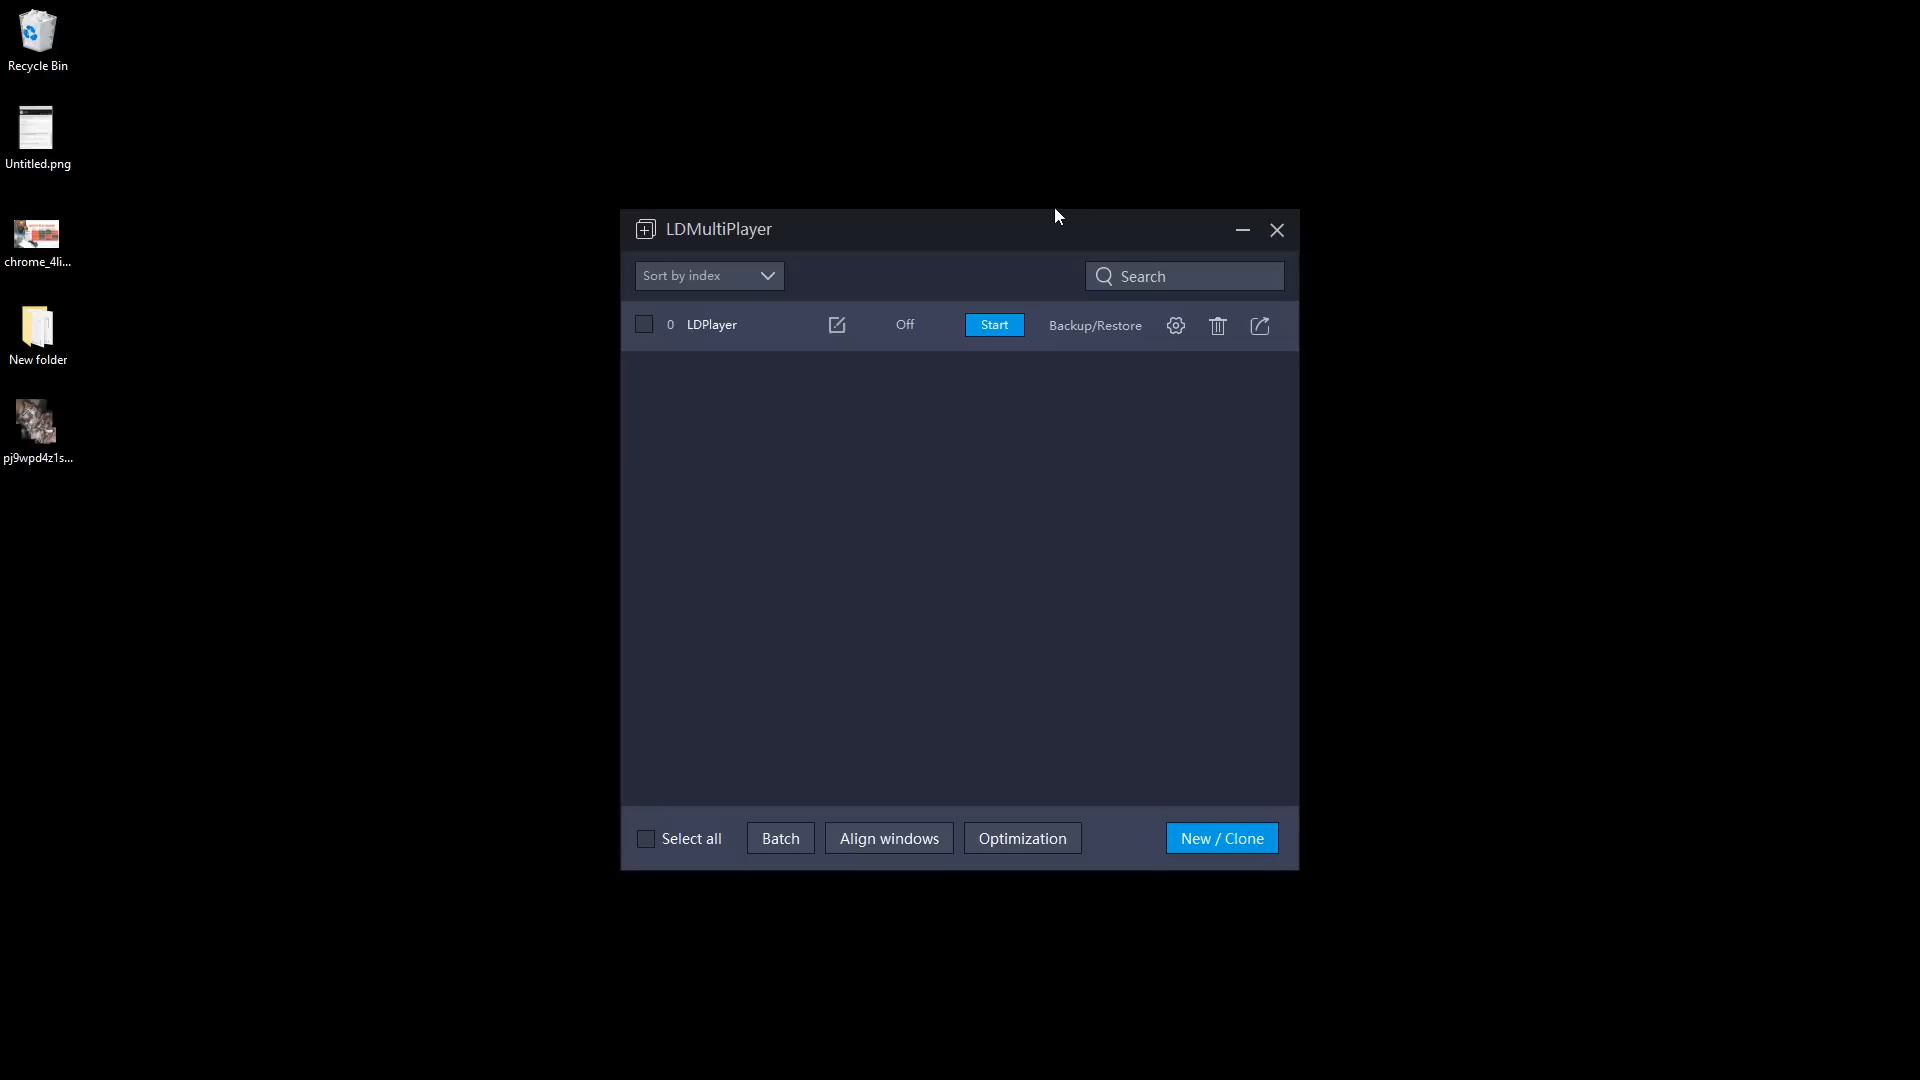 Recycle Bin
Untitled.png
chrome_4li...
New folder
pj9wpd4z1s...
LDMultiPlayer
Sort by index
Search
0 LDPlayer Off Start Backup/Restore
Select all Batch Align windows Optimization New / Clone